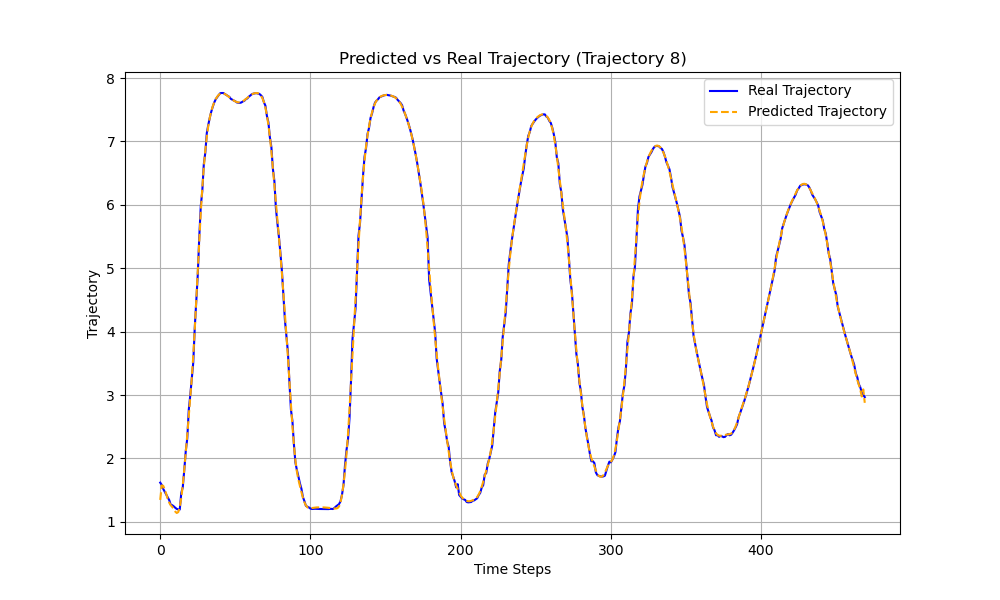 Predicted vs Real Trajectory (Trajectory 8)
Real Trajectory
Predicted Trajectory
8
7
6
5
4
3
2
1
Trajectory
0 100 200 300 400
Time Steps